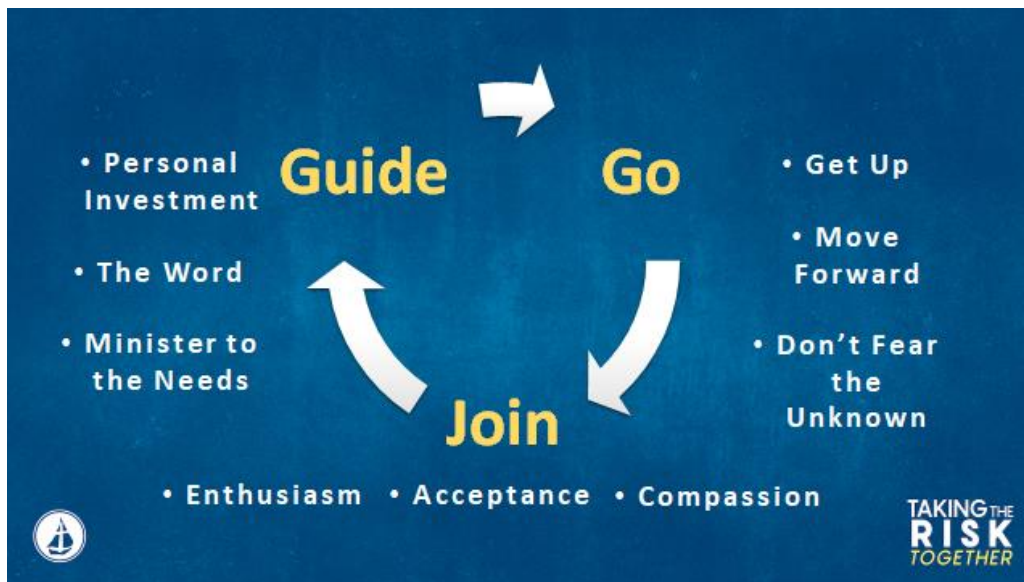 Guide
• Personal
Investment
• The Word
• Minister to
the Needs
Go
• Get Up
• Move
Forward
• Don’t Fear
the
Unknown
Join
• Enthusiasm • Acceptance • Compassion
TAKING THE
RISK
TOGETHER